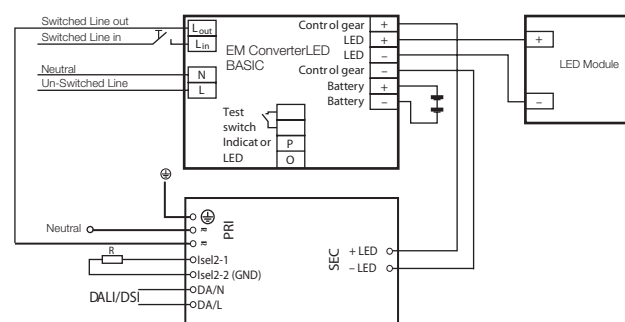 Switched Line out
Switched Line in
Neutral
Un-Switched Line
Lout
Lin
N
L
EM ConverterLED
BASIC
Control gear +
LED +
LED –
Control gear –
Battery +
Battery –
Test
switch
Indicator
LED
P
O
+
–
LED Module
Neutral
PRI
R
Isel2-1
Isel2-2 (GND)
DALI/DSI
DA/N
DA/L
SEC
+ LED
– LED